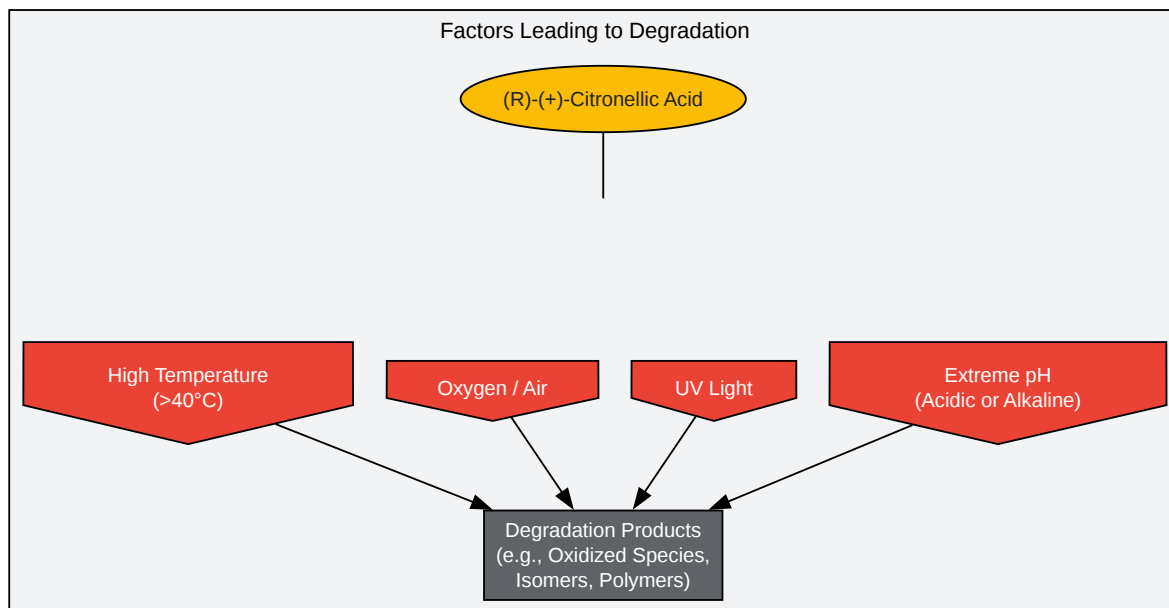 Factors Leading to Degradation
(R)-(+)-Citronellic Acid
High Temperature
(>40°C)
Oxygen / Air
UV Light
Extreme pH
(Acidic or Alkaline)
Degradation Products
(e.g., Oxidized Species,
Isomers, Polymers)